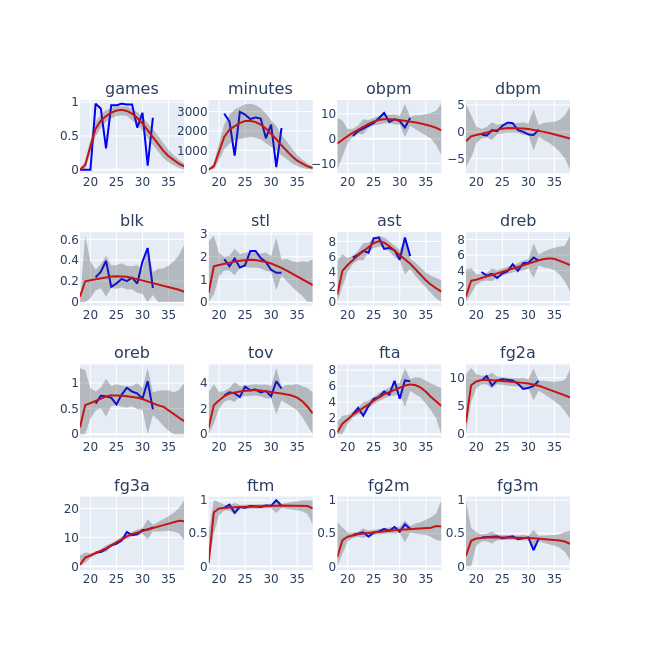 games minutes obpm dbpm
1 3000 10 5
2000 0
0.5 1000 −5
0 0 −10
20 25 30 35 20 25 30 35 20 25 30 35 20 25 30 35
blk stl ast dreb
0.6 3 8 8
0.4 2 6 6
0.2 1 4 4
2 2
0 0 0 0
20 25 30 35 20 25 30 35 20 25 30 35 20 25 30 35
oreb tov fta fg2a
1 4 8 10
6
0.5 2 4 5
2
0 0 0 0
20 25 30 35 20 25 30 35 20 25 30 35 20 25 30 35
fg3a ftm fg2m fg3m
20 1 1 1
10 0.5 0.5 0.5
0 0 0 0
20 25 30 35 20 25 30 35 20 25 30 35 20 25 30 35